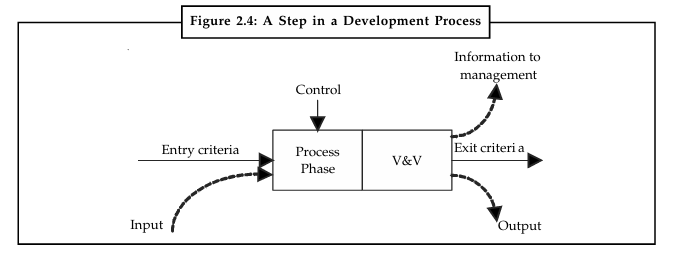 Figure 2.4: A Step in a Development Process
Information to
management
Control
Entry criteria
Process
Phase
V&V
Exit criteri a
Input
Output